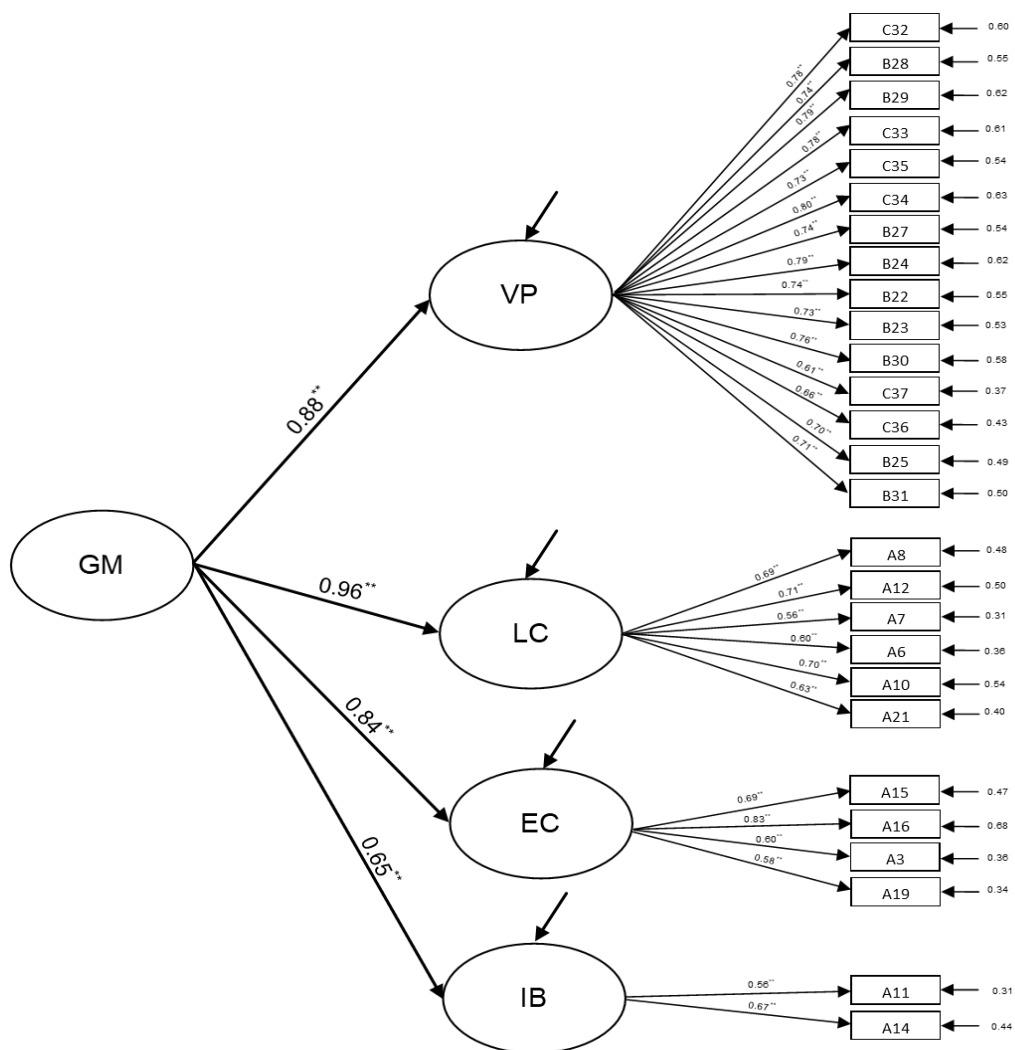 C32 0.60
0.78**
B28 0.55
0.74**
B29 0.62
0.79**
C33 0.61
0.78**
C35 0.54
0.73**
C34 0.63
0.80**
B27 0.54
0.74**
B24 0.62
0.79**
VP
B22 0.55
0.74**
B23 0.53
0.73**
B30 0.58
0.76**
C37 0.37
0.61**
C36 0.43
0.66**
B25 0.49
0.70**
B31 0.50
0.71**
0.88**
GM
0.96**
LC
A8 0.48
0.69**
A12 0.50
0.71**
A7 0.31
0.56**
A6 0.36
0.60**
A10 0.54
0.70**
A21 0.40
0.63**
0.84**
EC
A15 0.47
0.69**
A16 0.68
0.83**
A3 0.36
0.60**
A19 0.34
0.58**
0.65**
IB
A11 0.31
0.56**
A14 0.44
0.67**